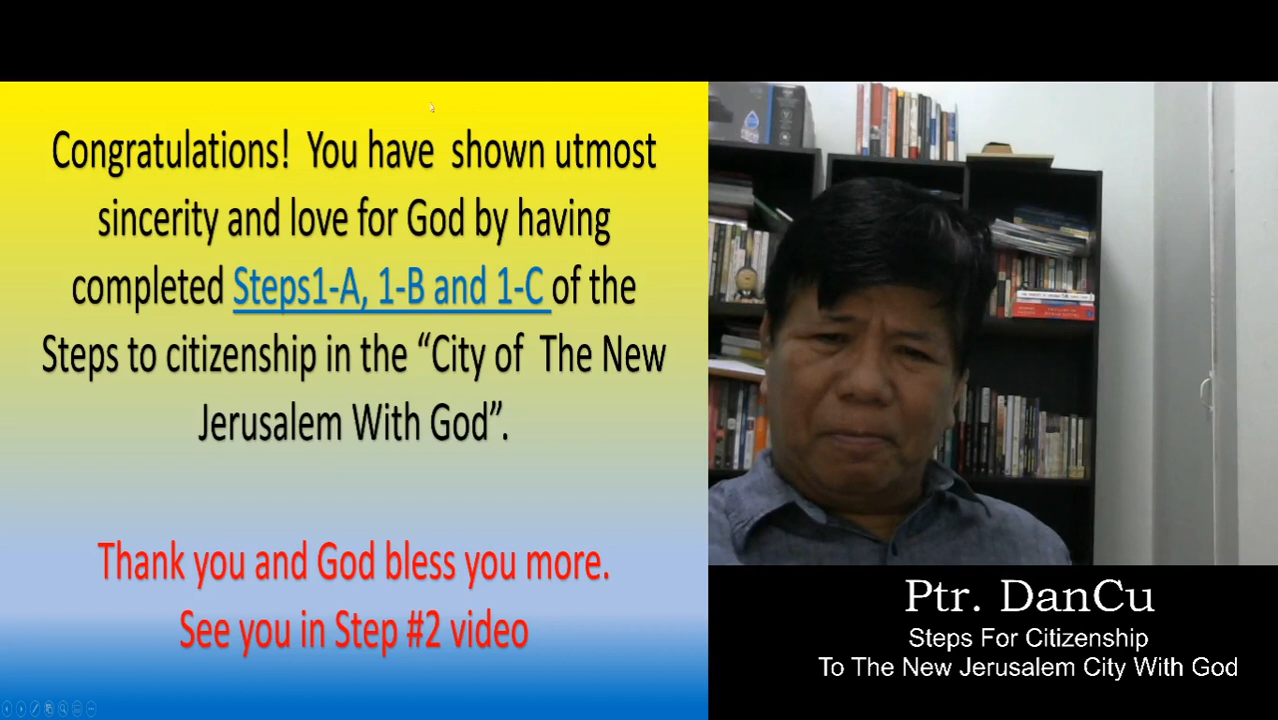 Congratulations! You have shown utmost
sincerity and love for God by having
completed Steps1-A, 1-B and 1-C of the
Steps to citizenship in the “City of The New
Jerusalem With God”.
Thank you and God bless you more.
See you in Step #2 video
Ptr. DanCu
Steps For Citizenship
To The New Jerusalem City With God